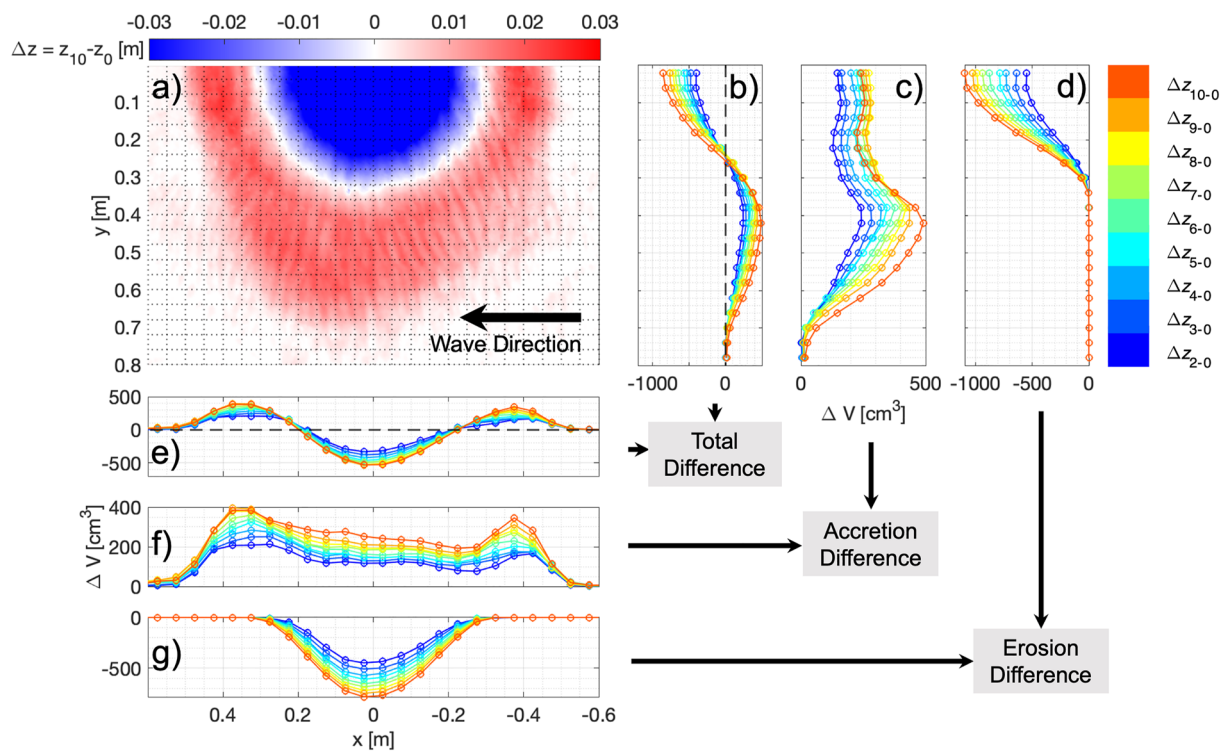 -0.03 -0.02 -0.01 0 0.01 0.02 0.03
Δz = z10-z0 [m]
a)
0.1
0.2
0.3
0.4
0.5
0.6
0.7
0.8
y [m]
Wave Direction
b)
-1000 0
c)
0 500
d)
-1000 -500 0
Δ V [cm³]
Δz10-0
Δz9-0
Δz8-0
Δz7-0
Δz6-0
Δz5-0
Δz4-0
Δz3-0
Δz2-0
Total
Difference
Accretion
Difference
Erosion
Difference
500
0
-500
e)
400
200
0
f)
Δ V [cm³]
0
-500
g)
0.4 0.2 0 -0.2 -0.4 -0.6
x [m]